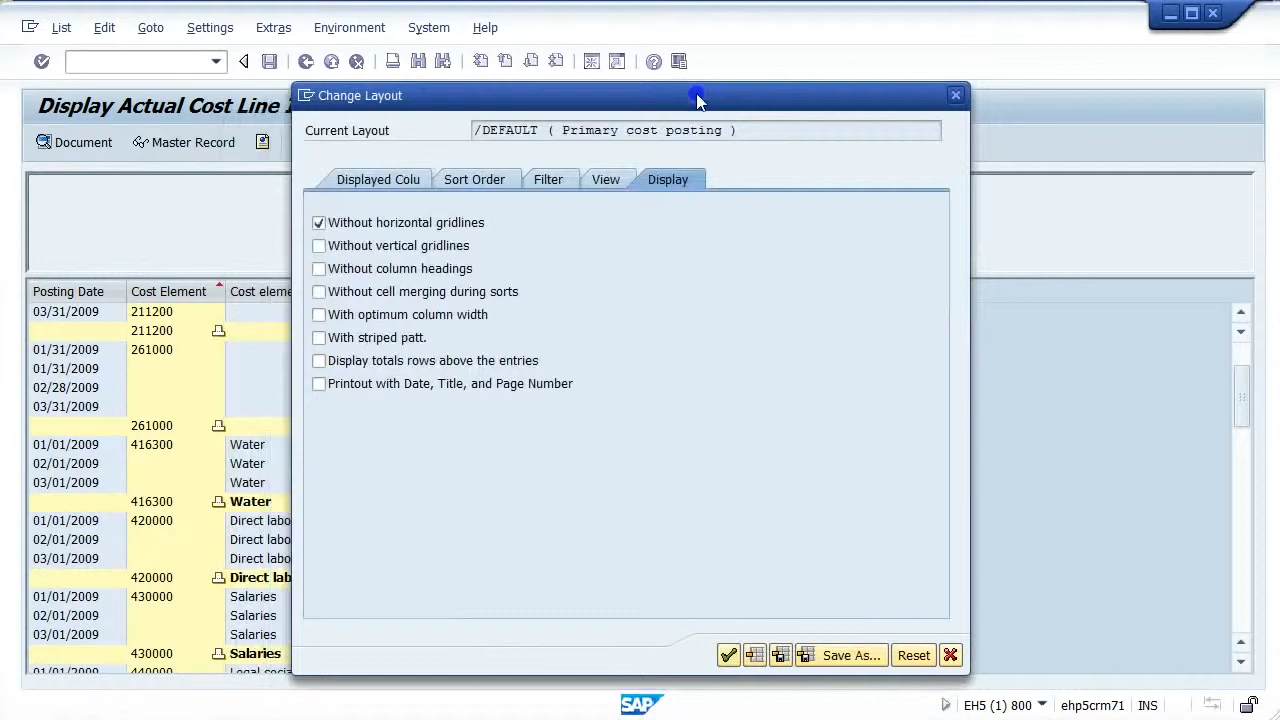 List Edit Goto Settings Extras Environment System Help
Display Actual Cost Line
Document Master Record
Change Layout
Current Layout /DEFAULT ( Primary cost posting )
Displayed Colu Sort Order Filter View Display
Without horizontal gridlines
Without vertical gridlines
Without column headings
Without cell merging during sorts
With optimum column width
With striped patt.
Display totals rows above the entries
Printout with Date, Title, and Page Number
Posting Date Cost Element Cost eleme
03/31/2009 211200
211200
01/31/2009 261000
01/31/2009
02/28/2009
03/31/2009
261000
01/01/2009 416300 Water
02/01/2009 Water
03/01/2009 Water
416300 Water
01/01/2009 420000 Direct labo
02/01/2009 Direct labo
03/01/2009 Direct labo
420000 Direct lab
01/01/2009 430000 Salaries
02/01/2009 Salaries
03/01/2009 Salaries
430000 Salaries
01/01/2009 440000 Legal socia
Save As... Reset
SAP EH5 (1) 800 ehp5crm71 INS